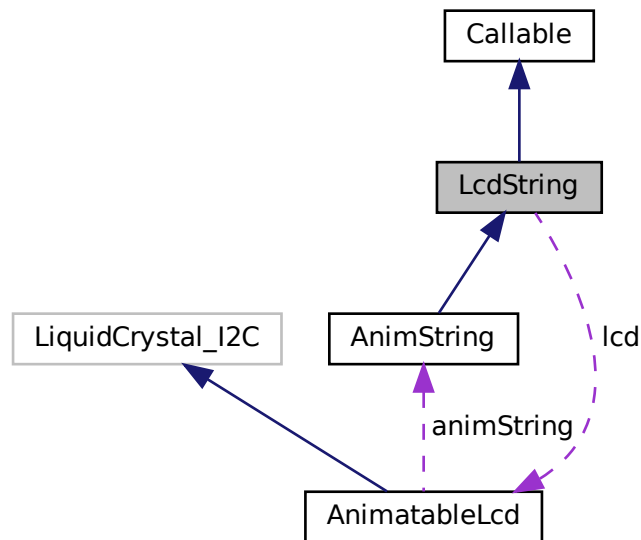 Callable
LcdString
LiquidCrystal_I2C
AnimString
lcd
animString
AnimatableLcd